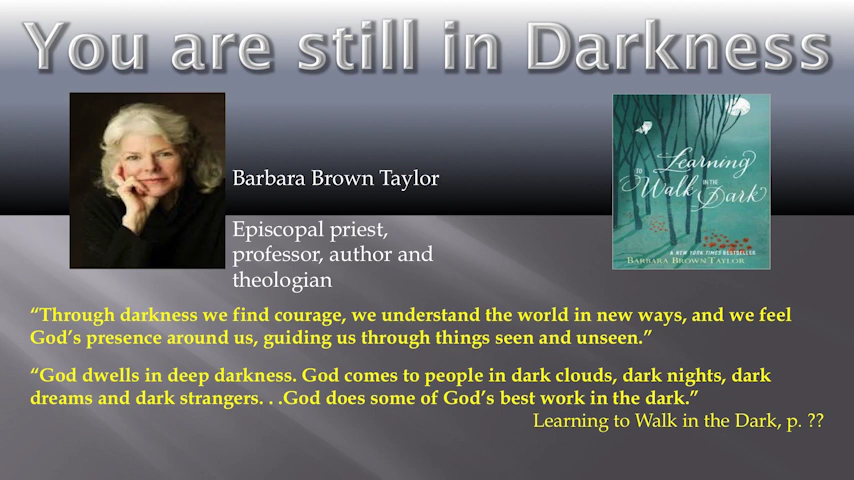 You are still in Darkness
Barbara Brown Taylor
Episcopal priest,
professor, author and
theologian
Learning
TO Walk IN THE Dark
A NEW YORK TIMES BESTSELLER
BARBARA BROWN TAYLOR
“Through darkness we find courage, we understand the world in new ways, and we feel
God’s presence around us, guiding us through things seen and unseen.”
“God dwells in deep darkness. God comes to people in dark clouds, dark nights, dark
dreams and dark strangers. . .God does some of God’s best work in the dark.”
Learning to Walk in the Dark, p. ??